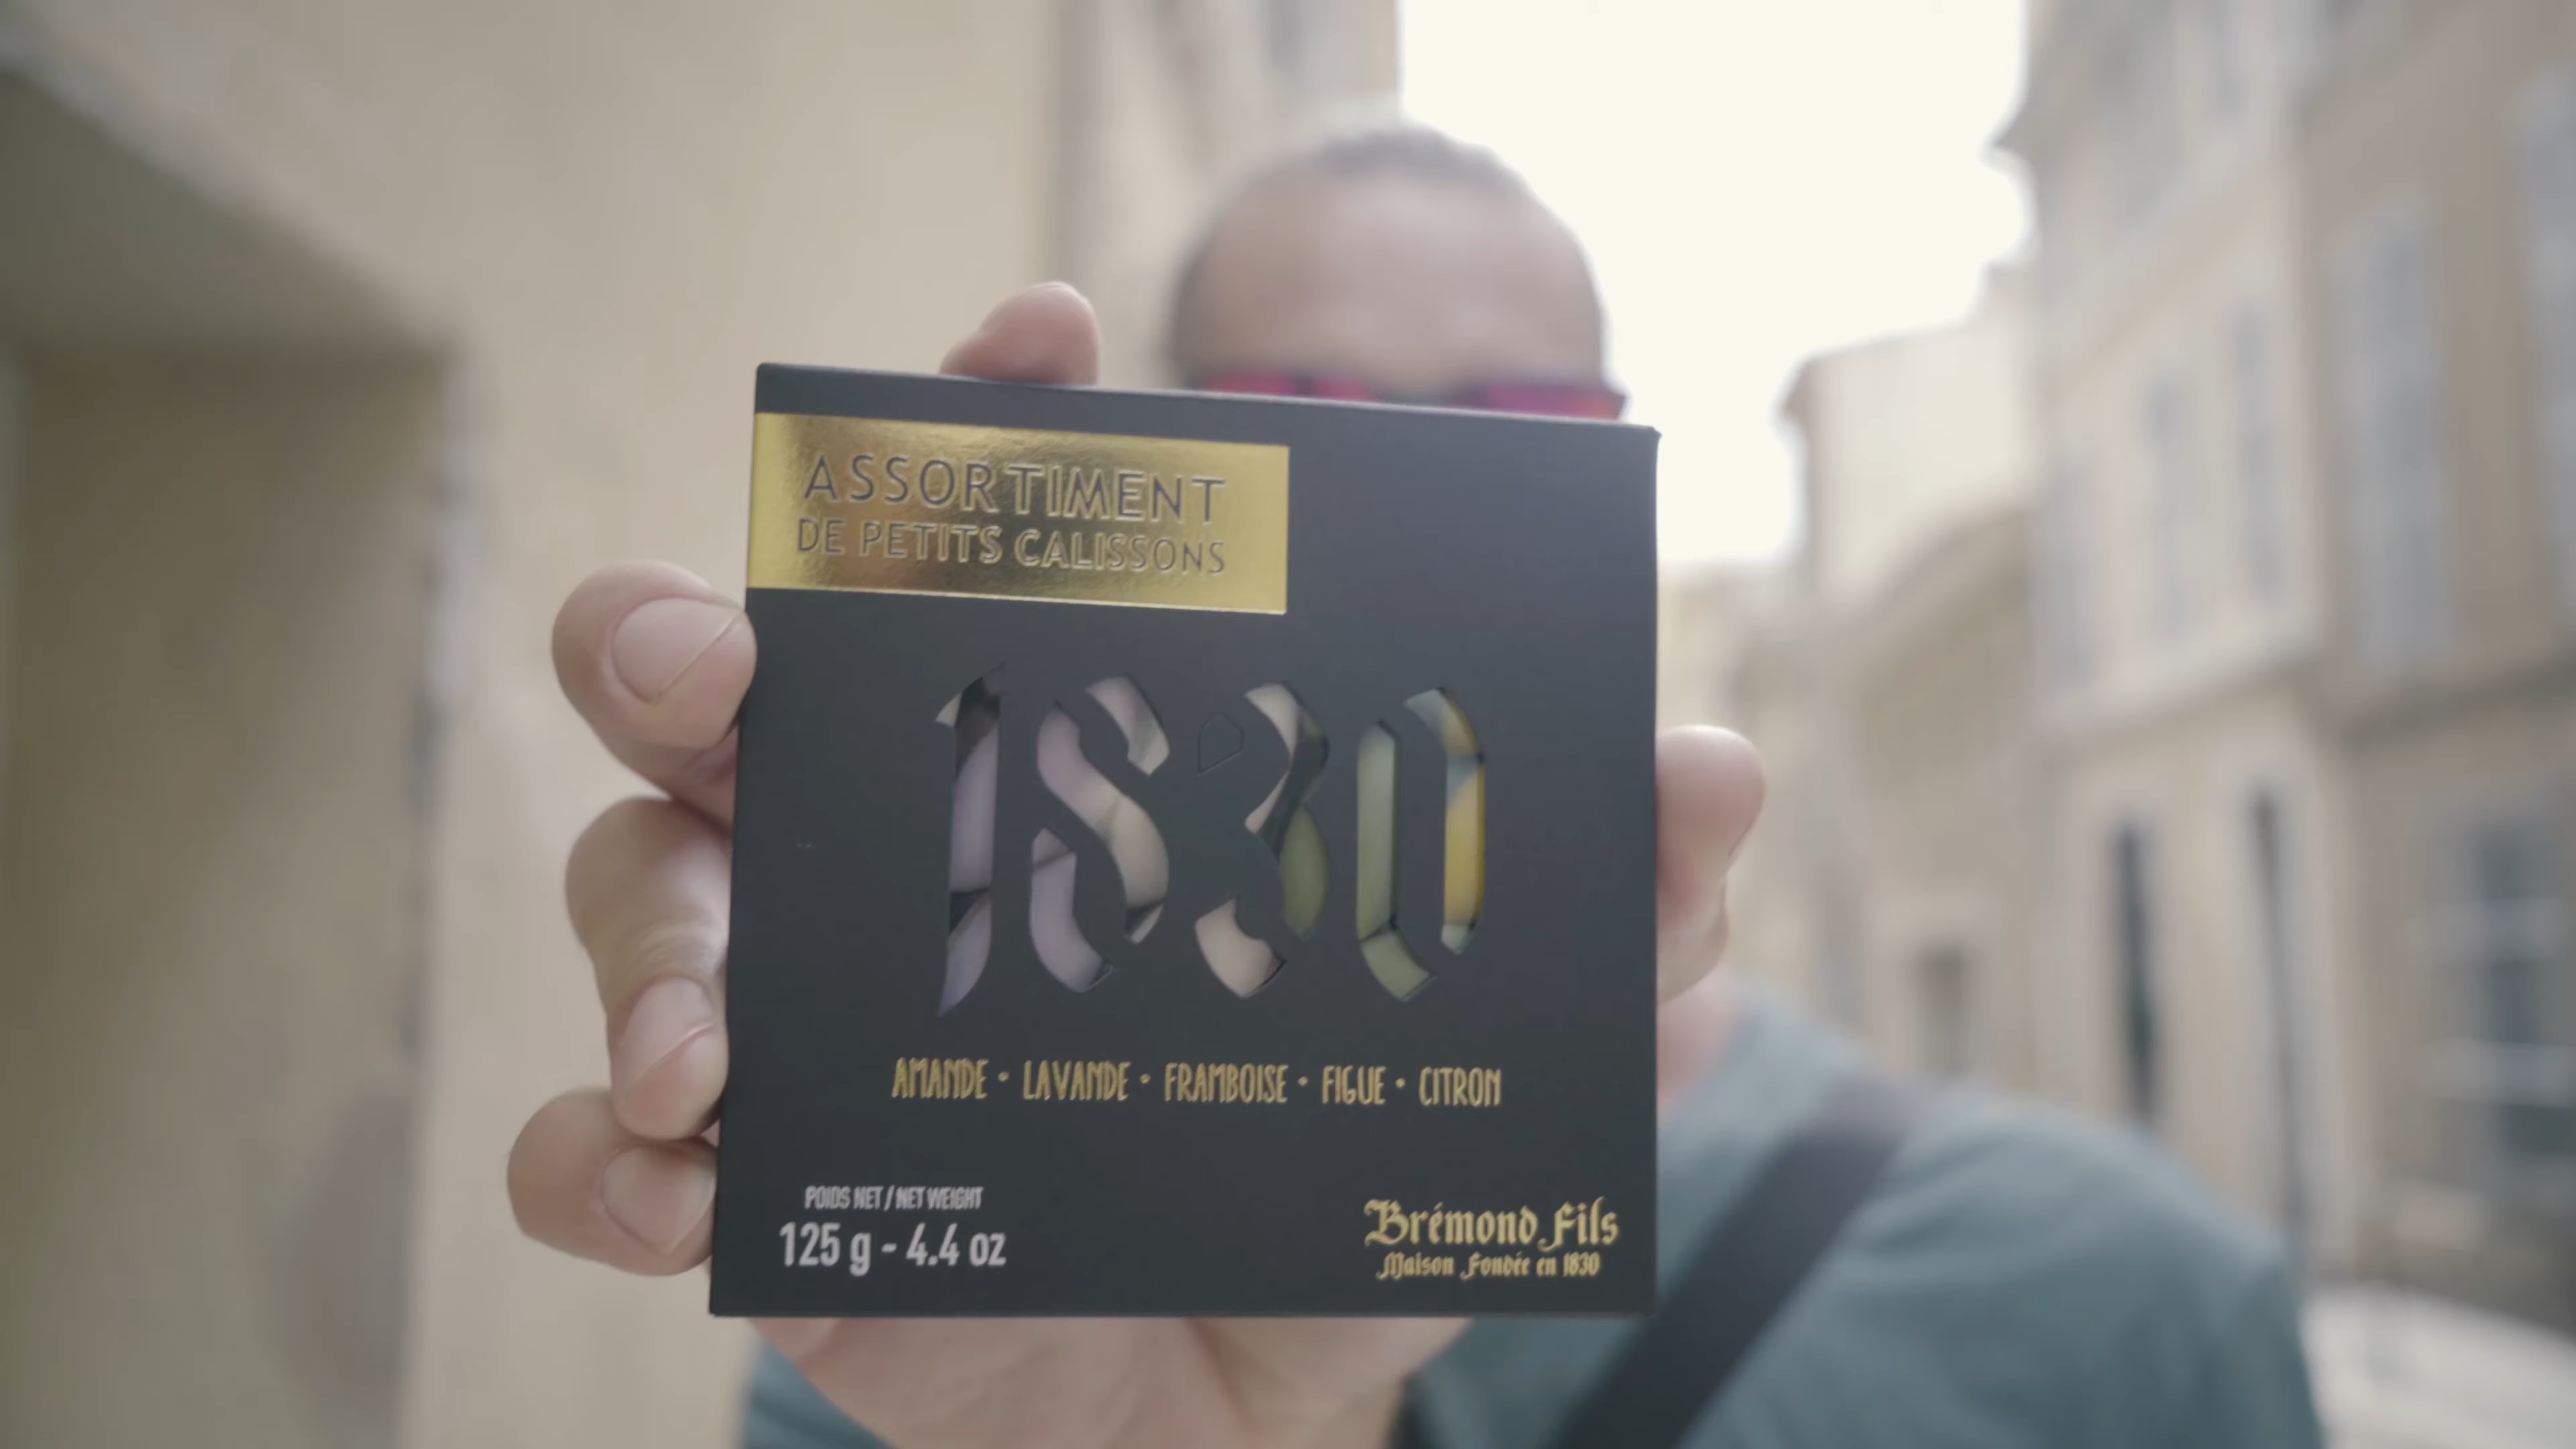 ASSORTIMENT
DE PETITS CALISSONS
1830
AMANDE • LAVANDE • FRAMBOISE • FIGUE • CITRON
POIDS NET / NET WEIGHT
125 g - 4.4 oz
Brémond Fils
Maison Fondée en 1830